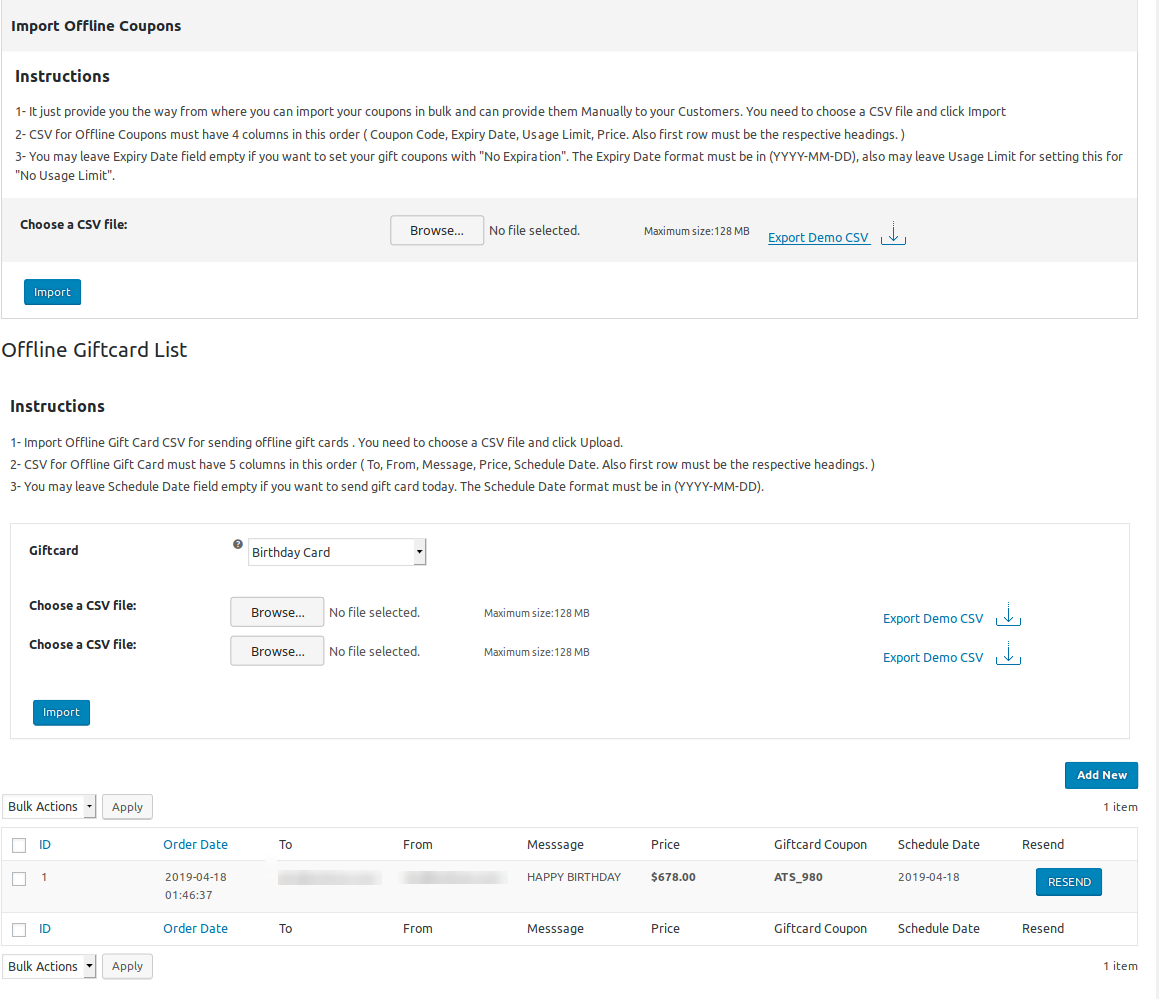 Import Offline Coupons
Instructions
1- It just provide you the way from where you can import your coupons in bulk and can provide them Manually to your Customers. You need to choose a CSV file and click Import
2- CSV for Offline Coupons must have 4 columns in this order ( Coupon Code, Expiry Date, Usage Limit, Price. Also first row must be the respective headings. )
3- You may leave Expiry Date field empty if you want to set your gift coupons with "No Expiration". The Expiry Date format must be in (YYYY-MM-DD), also may leave Usage Limit for setting this for
"No Usage Limit".
Choose a CSV file: Browse... No file selected. Maximum size:128 MB Export Demo CSV
Import
Offline Giftcard List
Instructions
1- Import Offline Gift Card CSV for sending offline gift cards . You need to choose a CSV file and click Upload.
2- CSV for Offline Gift Card must have 5 columns in this order ( To, From, Message, Price, Schedule Date. Also first row must be the respective headings. )
3- You may leave Schedule Date field empty if you want to send gift card today. The Schedule Date format must be in (YYYY-MM-DD).
Giftcard ? Birthday Card
Choose a CSV file: Browse... No file selected. Maximum size:128 MB Export Demo CSV
Choose a CSV file: Browse... No file selected. Maximum size:128 MB Export Demo CSV
Import
Add New
Bulk Actions Apply 1 item
ID Order Date To From Messsage Price Giftcard Coupon Schedule Date Resend
1 2019-04-18 HAPPY BIRTHDAY $678.00 ATS_980 2019-04-18 RESEND
01:46:37
ID Order Date To From Messsage Price Giftcard Coupon Schedule Date Resend
Bulk Actions Apply 1 item